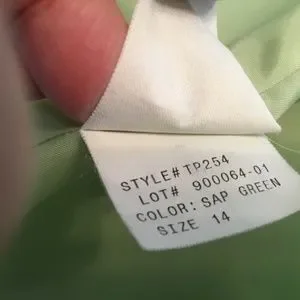 STYLE# TP254
LOT# 900064-01
COLOR: SAP GREEN
SIZE 14